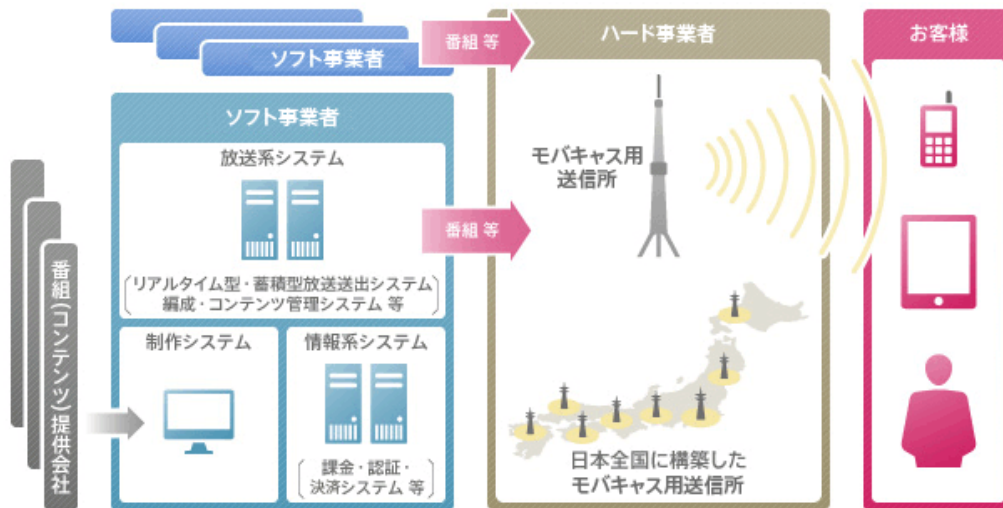 ソフト事業者
番組 等
ハード事業者
お客様
ソフト事業者
放送系システム
リアルタイム型・蓄積型放送送出システム
編成・コンテンツ管理システム 等
番組 等
モバキャス用
送信所
番組(コンテンツ)提供会社
制作システム
情報系システム
課金・認証・
決済システム 等
日本全国に構築した
モバキャス用送信所